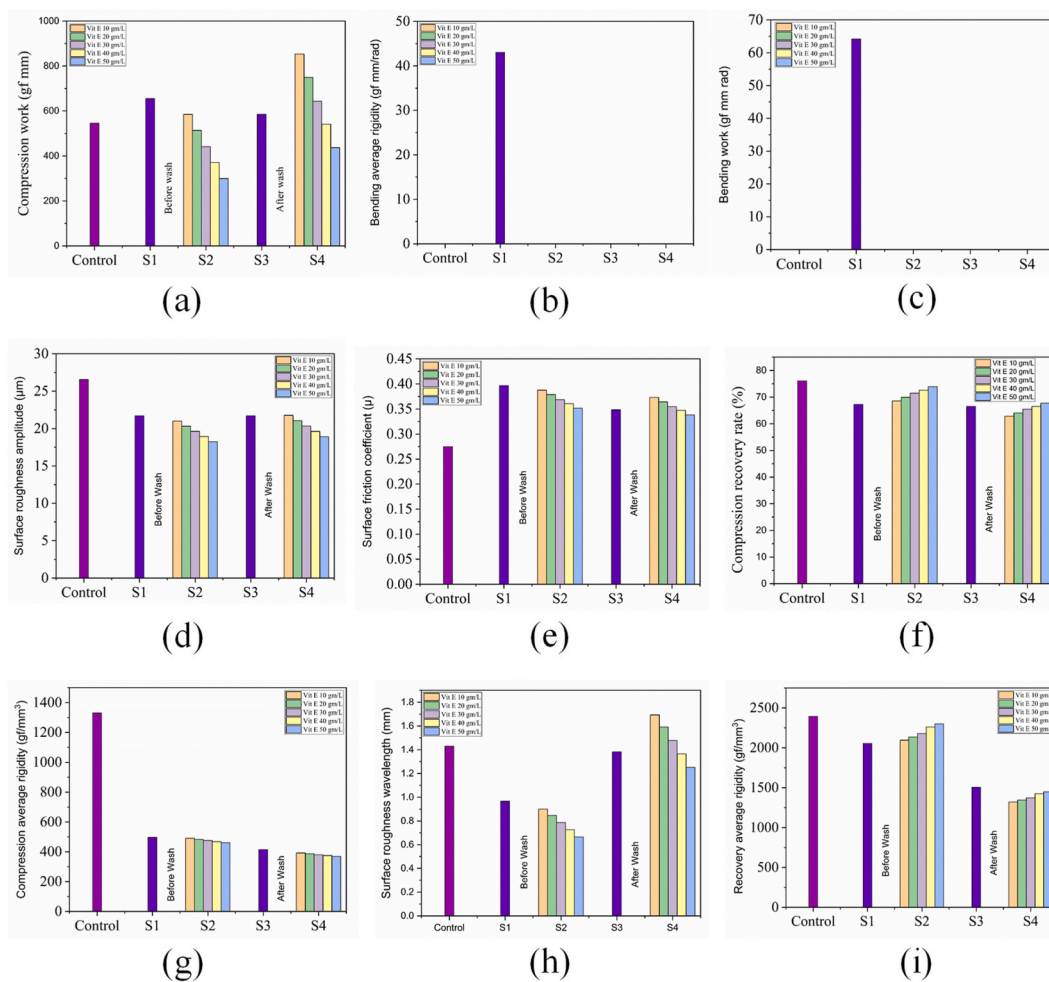 Compression work (gf mm)
1000
800
600
400
200
0
Vit E 10 gm/L
Vit E 20 gm/L
Vit E 30 gm/L
Vit E 40 gm/L
Vit E 50 gm/L
Before wash
After wash
Control S1 S2 S3 S4
(a)
Bending average rigidity (gf mm/rad)
50
40
30
20
10
0
Vit E 10 gm/L
Vit E 20 gm/L
Vit E 30 gm/L
Vit E 40 gm/L
Vit E 50 gm/L
Control S1 S2 S3 S4
(b)
Bending work (gf mm rad)
70
60
50
40
30
20
10
0
Vit E 10 gm/L
Vit E 20 gm/L
Vit E 30 gm/L
Vit E 40 gm/L
Vit E 50 gm/L
Control S1 S2 S3 S4
(c)
Surface roughness amplitude (µm)
30
25
20
15
10
5
0
Vit E 10 gm/L
Vit E 20 gm/L
Vit E 30 gm/L
Vit E 40 gm/L
Vit E 50 gm/L
Before Wash
After Wash
Control S1 S2 S3 S4
(d)
Surface friction coefficient (µ)
0.45
0.40
0.35
0.30
0.25
0.20
0.15
0.10
0.05
0.00
Vit E 10 gm/L
Vit E 20 gm/L
Vit E 30 gm/L
Vit E 40 gm/L
Vit E 50 gm/L
Before Wash
After Wash
Control S1 S2 S3 S4
(e)
Compression recovery rate (%)
80
70
60
50
40
30
20
10
0
Vit E 10 gm/L
Vit E 20 gm/L
Vit E 30 gm/L
Vit E 40 gm/L
Vit E 50 gm/L
Before Wash
After Wash
Control S1 S2 S3 S4
(f)
Compression average rigidity (gf/mm³)
1400
1200
1000
800
600
400
200
0
Vit E 10 gm/L
Vit E 20 gm/L
Vit E 30 gm/L
Vit E 40 gm/L
Vit E 50 gm/L
Before Wash
After Wash
Control S1 S2 S3 S4
(g)
Surface roughness wavelength (mm)
1.8
1.6
1.4
1.2
1.0
0.8
0.6
0.4
0.2
0.0
Vit E 10 gm/L
Vit E 20 gm/L
Vit E 30 gm/L
Vit E 40 gm/L
Vit E 50 gm/L
Before Wash
After Wash
Control S1 S2 S3 S4
(h)
Recovery average rigidity (gf/mm³)
2500
2000
1500
1250
500
0
Vit E 10 gm
Vit E 20 gm
Vit E 30 gm
Vit E 40 gm
Vit E 50 gm
Before Wash
After Wash
Control S1 S2 S3 S4
(i)